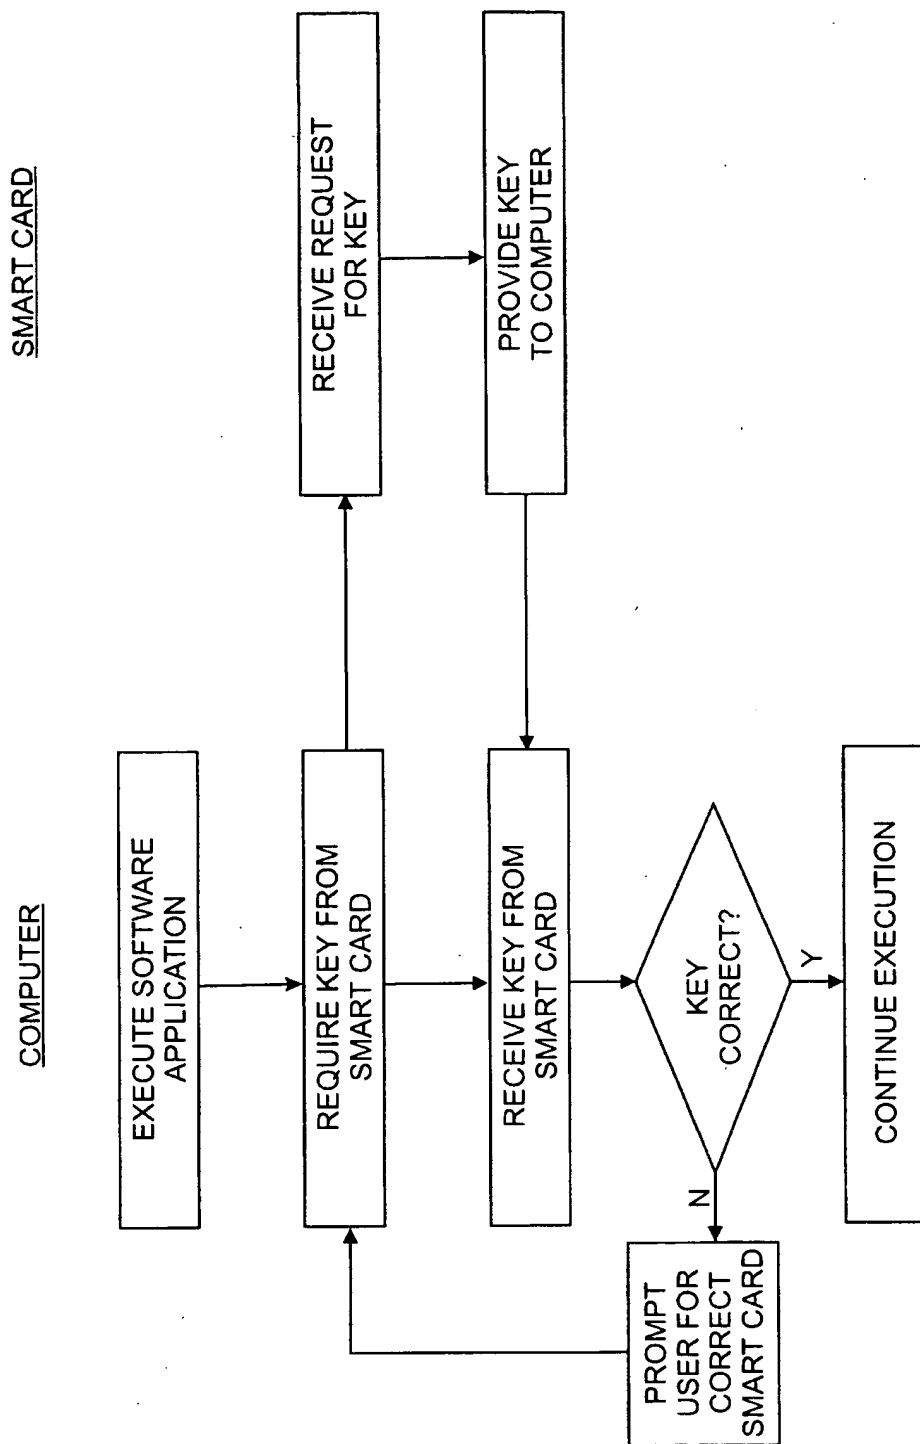 COMPUTER
SMART CARD
EXECUTE SOFTWARE
APPLICATION
REQUIRE KEY FROM
SMART CARD
RECEIVE REQUEST
FOR KEY
RECEIVE KEY FROM
SMART CARD
PROVIDE KEY
TO COMPUTER
KEY
CORRECT?
N
Y
PROMPT
USER FOR
CORRECT
SMART CARD
CONTINUE EXECUTION